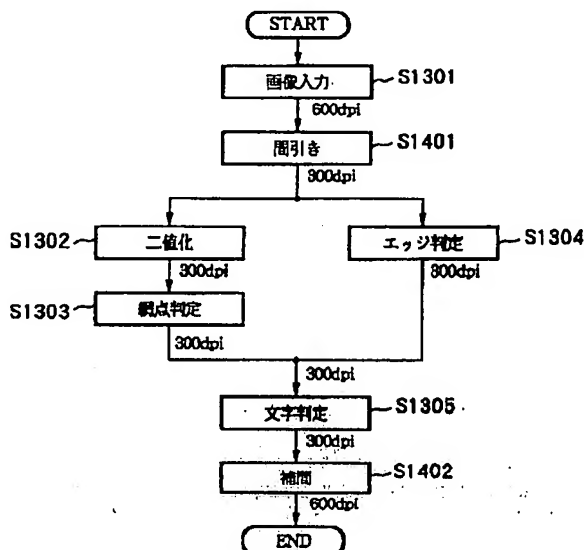 START
画像入力
S1301
600dpi
間引き
S1401
300dpi
S1302
二値化
エッジ判定
S1304
300dpi
300dpi
S1303
網点判定
300dpi
300dpi
文字判定
S1305
300dpi
補間
S1402
600dpi
END